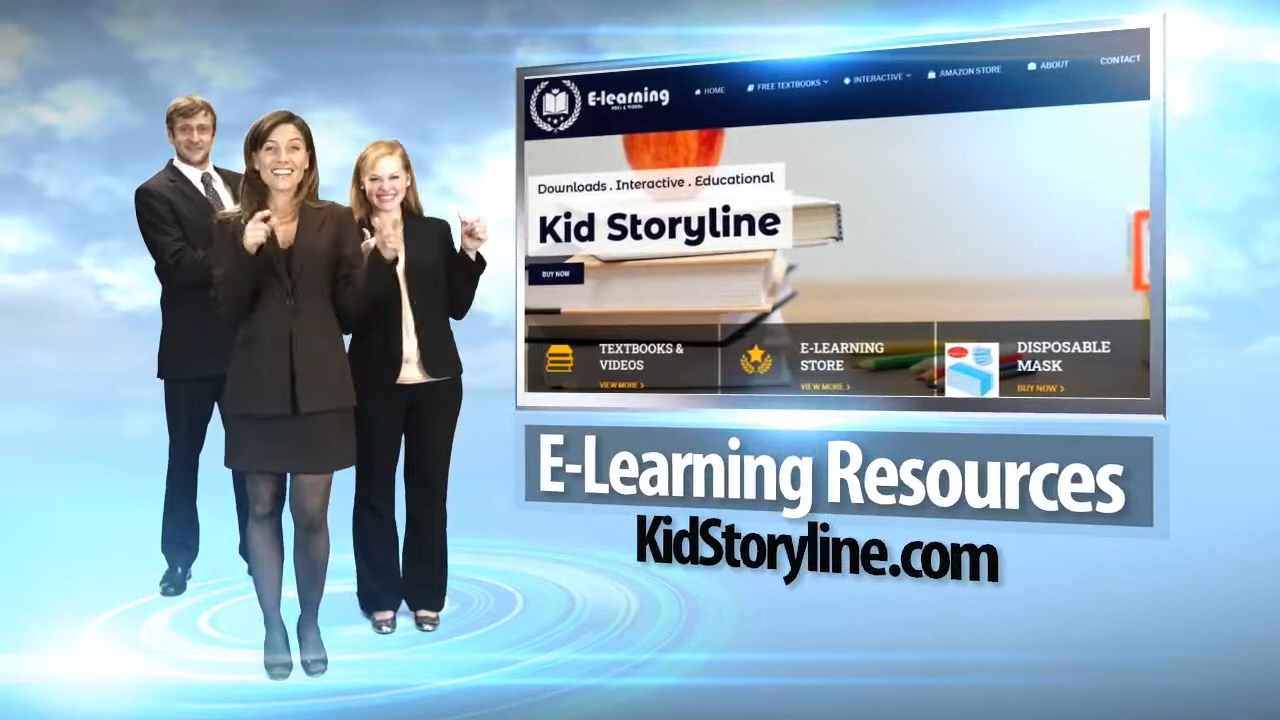 E-learning
HOME
FREE TEXTBOOKS
INTERACTIVE
AMAZON STORE
ABOUT
CONTACT
Downloads . Interactive . Educational
Kid Storyline
BUY NOW
TEXTBOOKS &
VIDEOS
VIEW MORE >
E-LEARNING
STORE
VIEW MORE >
DISPOSABLE
MASK
BUY NOW >
E-Learning Resources
KidStoryline.com